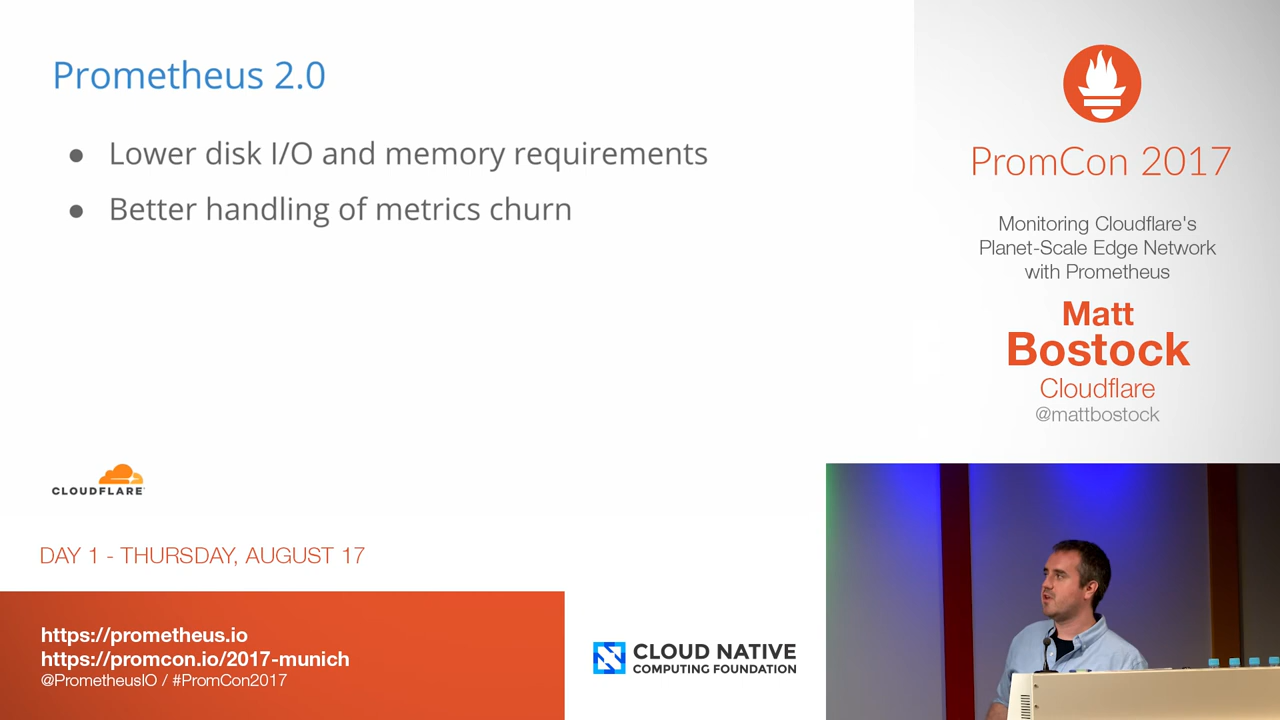 Prometheus 2.0
● Lower disk I/O and memory requirements
● Better handling of metrics churn
CLOUDFLARE
DAY 1 - THURSDAY, AUGUST 17
https://prometheus.io
https://promcon.io/2017-munich
@PrometheusIO / #PromCon2017
CLOUD NATIVE
COMPUTING FOUNDATION
PromCon 2017
Monitoring Cloudflare's
Planet-Scale Edge Network
with Prometheus
Matt
Bostock
Cloudflare
@mattbostock